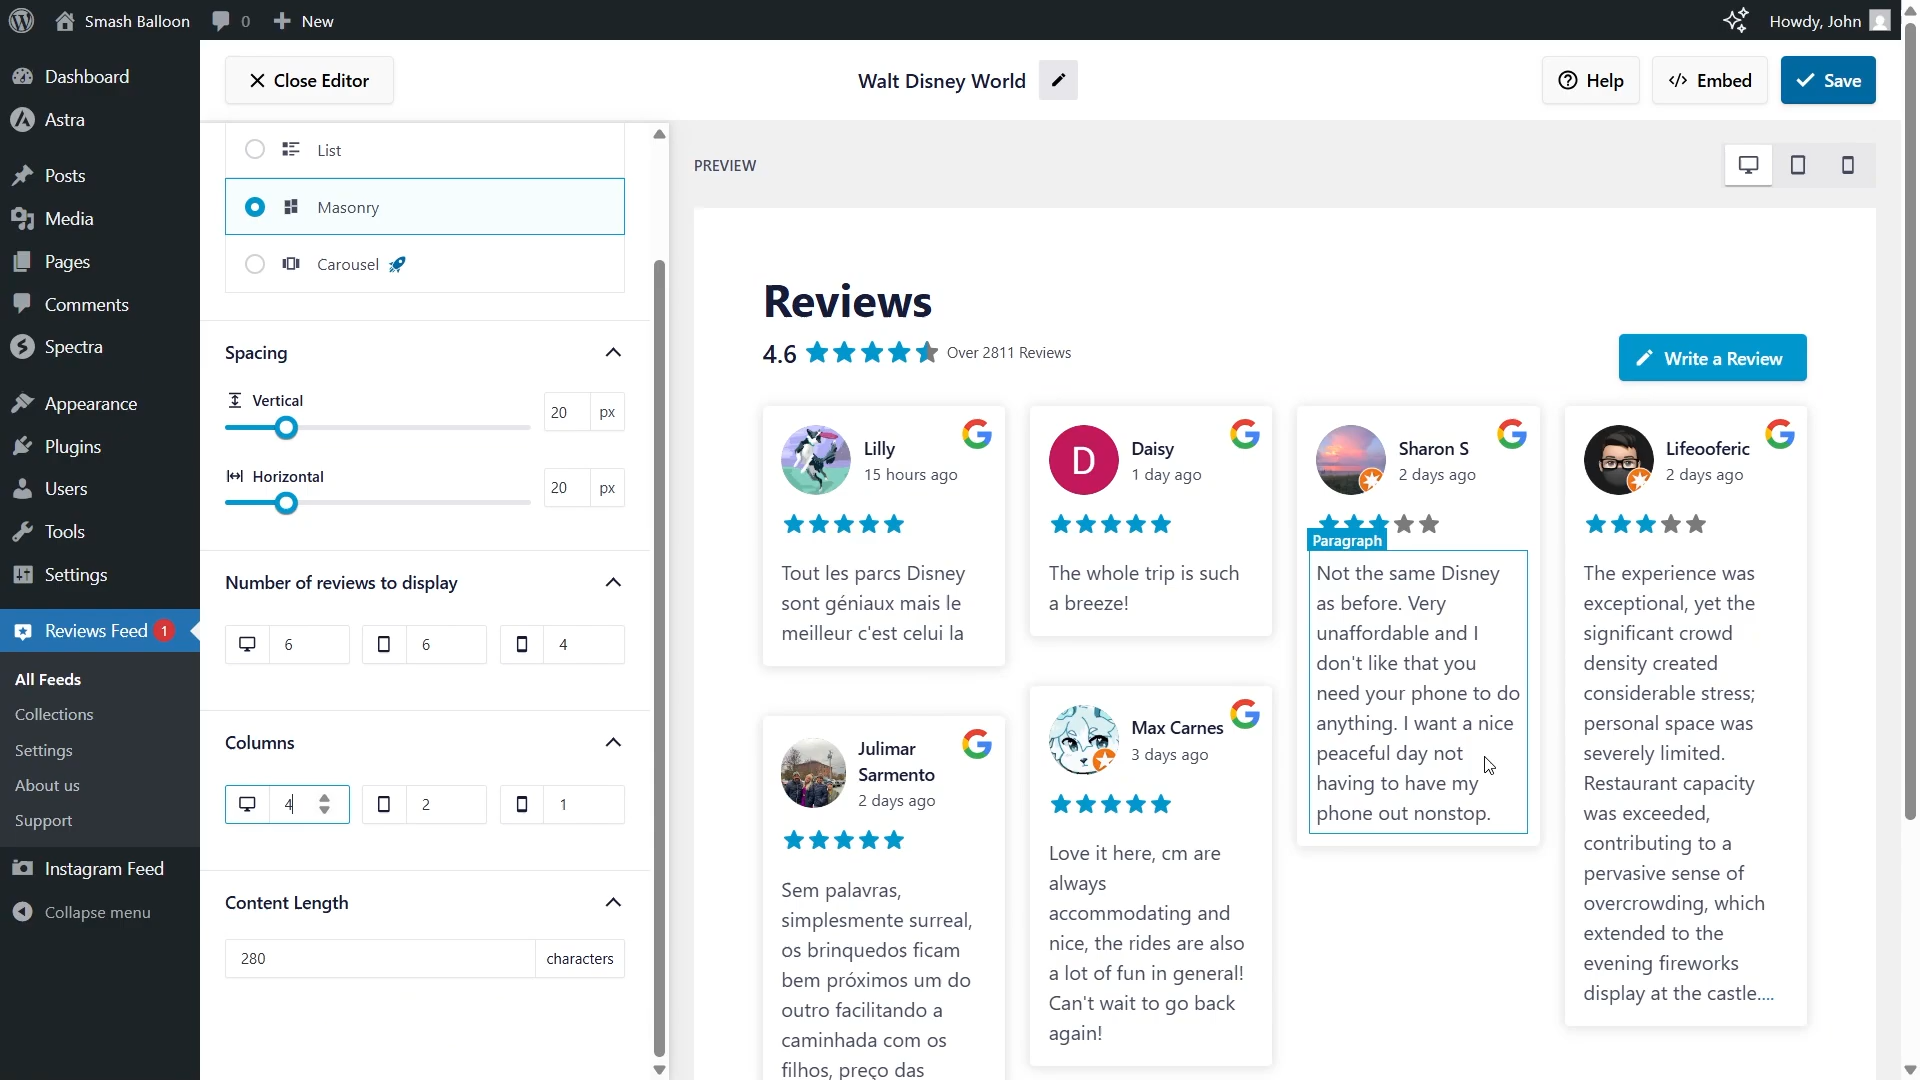 Smash Balloon
0
New
Howdy, John
Dashboard
Astra
Posts
Media
Pages
Comments
Spectra
Appearance
Plugins
Users
Tools
Settings
Reviews Feed 1
All Feeds
Collections
Settings
About us
Support
Instagram Feed
Collapse menu
Close Editor
Walt Disney World
Help
</> Embed
Save
List
Masonry
Carousel
Spacing
Vertical
20 px
Horizontal
20 px
Number of reviews to display
6
6
4
Columns
4
2
1
Content Length
280 characters
PREVIEW
Reviews
4.6
Over 2811 Reviews
Write a Review
Lilly
15 hours ago
Tout les parcs Disney
sont géniaux mais le
meilleur c'est celui la
D
Daisy
1 day ago
The whole trip is such
a breeze!
Sharon S
2 days ago
Paragraph
Not the same Disney
as before. Very
unaffordable and I
don't like that you
need your phone to do
anything. I want a nice
peaceful day not
having to have my
phone out nonstop.
Lifeooferic
2 days ago
The experience was
exceptional, yet the
significant crowd
density created
considerable stress;
personal space was
severely limited.
Restaurant capacity
was exceeded,
contributing to a
pervasive sense of
overcrowding, which
extended to the
evening fireworks
display at the castle....
Julimar
Sarmento
2 days ago
Sem palavras,
simplesmente surreal,
os brinquedos ficam
bem próximos um do
outro facilitando a
caminhada com os
filhos, preço das
Max Carnes
3 days ago
Love it here, cm are
always
accommodating and
nice, the rides are also
a lot of fun in general!
Can't wait to go back
again!